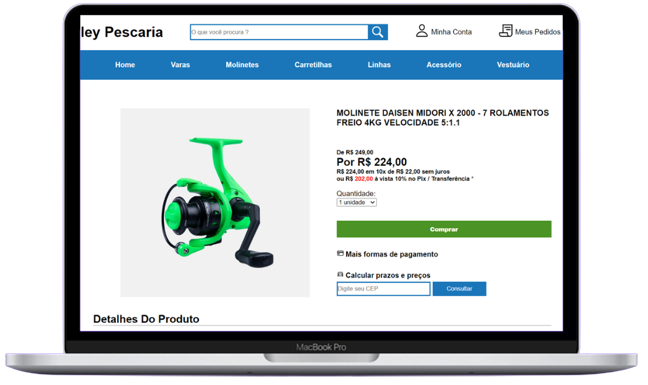 ley Pescaria
O que você procura ?
Minha Conta
Meus Pedidos
Home Varas Molinetes Carretilhas Linhas Acessório Vestuário
MOLINETE DAISEN MIDORI X 2000 - 7 ROLAMENTOS
FREIO 4KG VELOCIDADE 5:1.1
De R$ 249,00
Por R$ 224,00
R$ 224,00 em 10x de R$ 22,00 sem juros
ou R$ 202,00 à vista 10% no Pix / Transferência *
Quantidade:
1 unidade
Comprar
Mais formas de pagamento
Calcular prazos e preços
Digite seu CEP
Consultar
Detalhes Do Produto
MacBook Pro